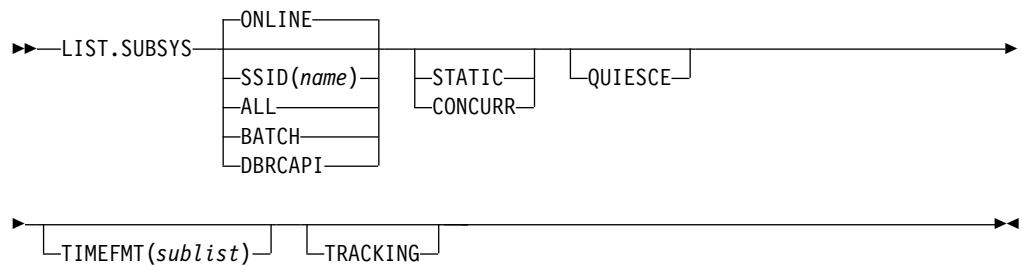 ONLINE
LIST.SUBSYS
SSID(name) STATIC QUIESCE
ALL CONCURR
BATCH
DBRCAPI
TIMEFMT(sublist) TRACKING